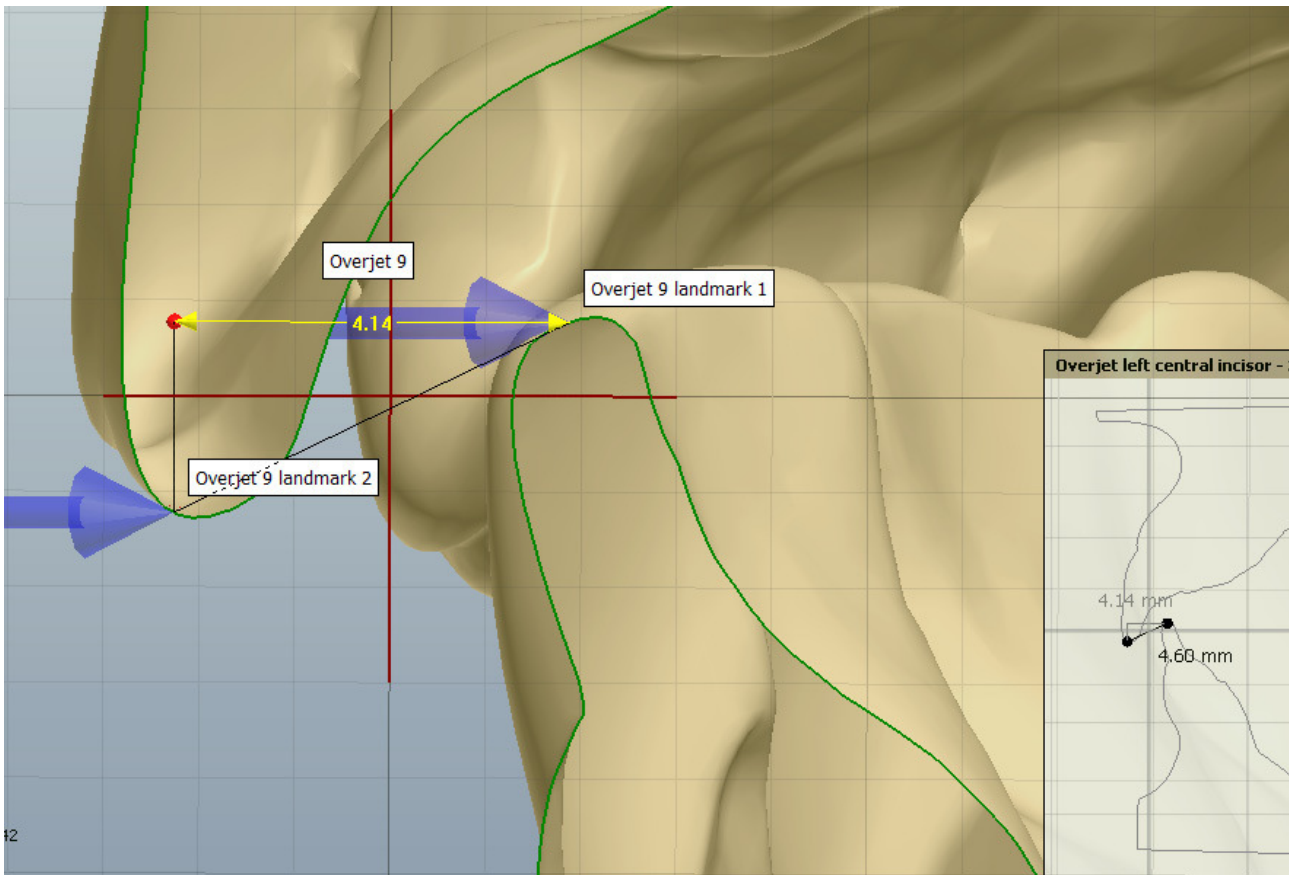 Overjet 9
Overjet 9 landmark 1
4.14
Overjet left central incisor -
Overjet 9 landmark 2
4.14 mm
4.60 mm
42